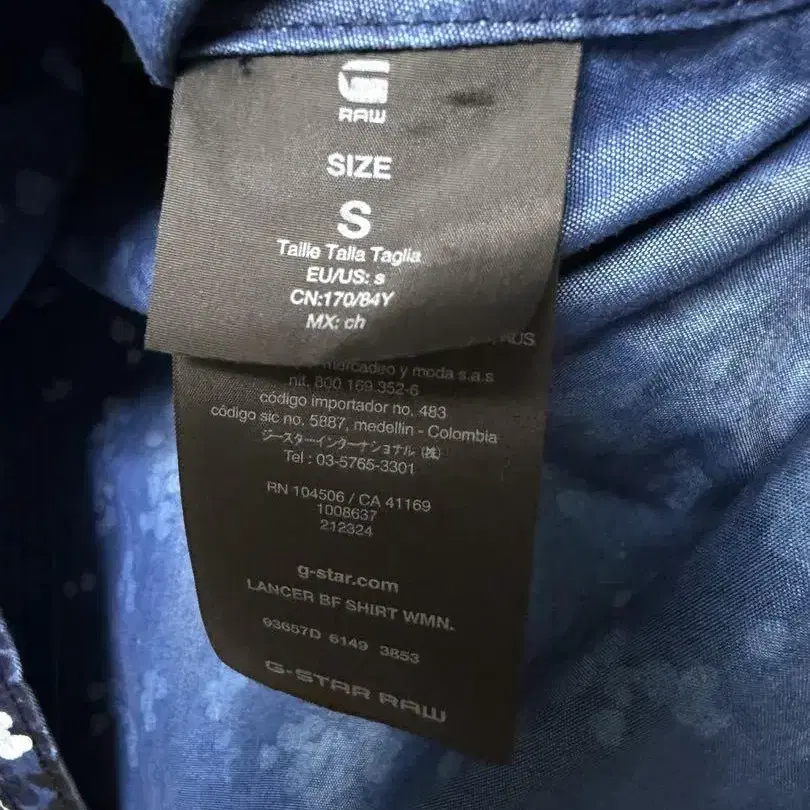 G
RAW
SIZE
S
Taille Talla Taglia
EU/US: s
CN:170/84Y
MX: ch
RUS
mercadeo y moda s.a.s
nit. 800.169.352-6
código importador no. 483
código sic no. 5887, medellin - Colombia
ジースターインターナショナル (株)
Tel : 03-5765-3301
RN 104506 / CA 41169
1008637
212324
g-star.com
LANCER BF SHIRT WMN.
93657D 6149 3853
G-STAR RAW